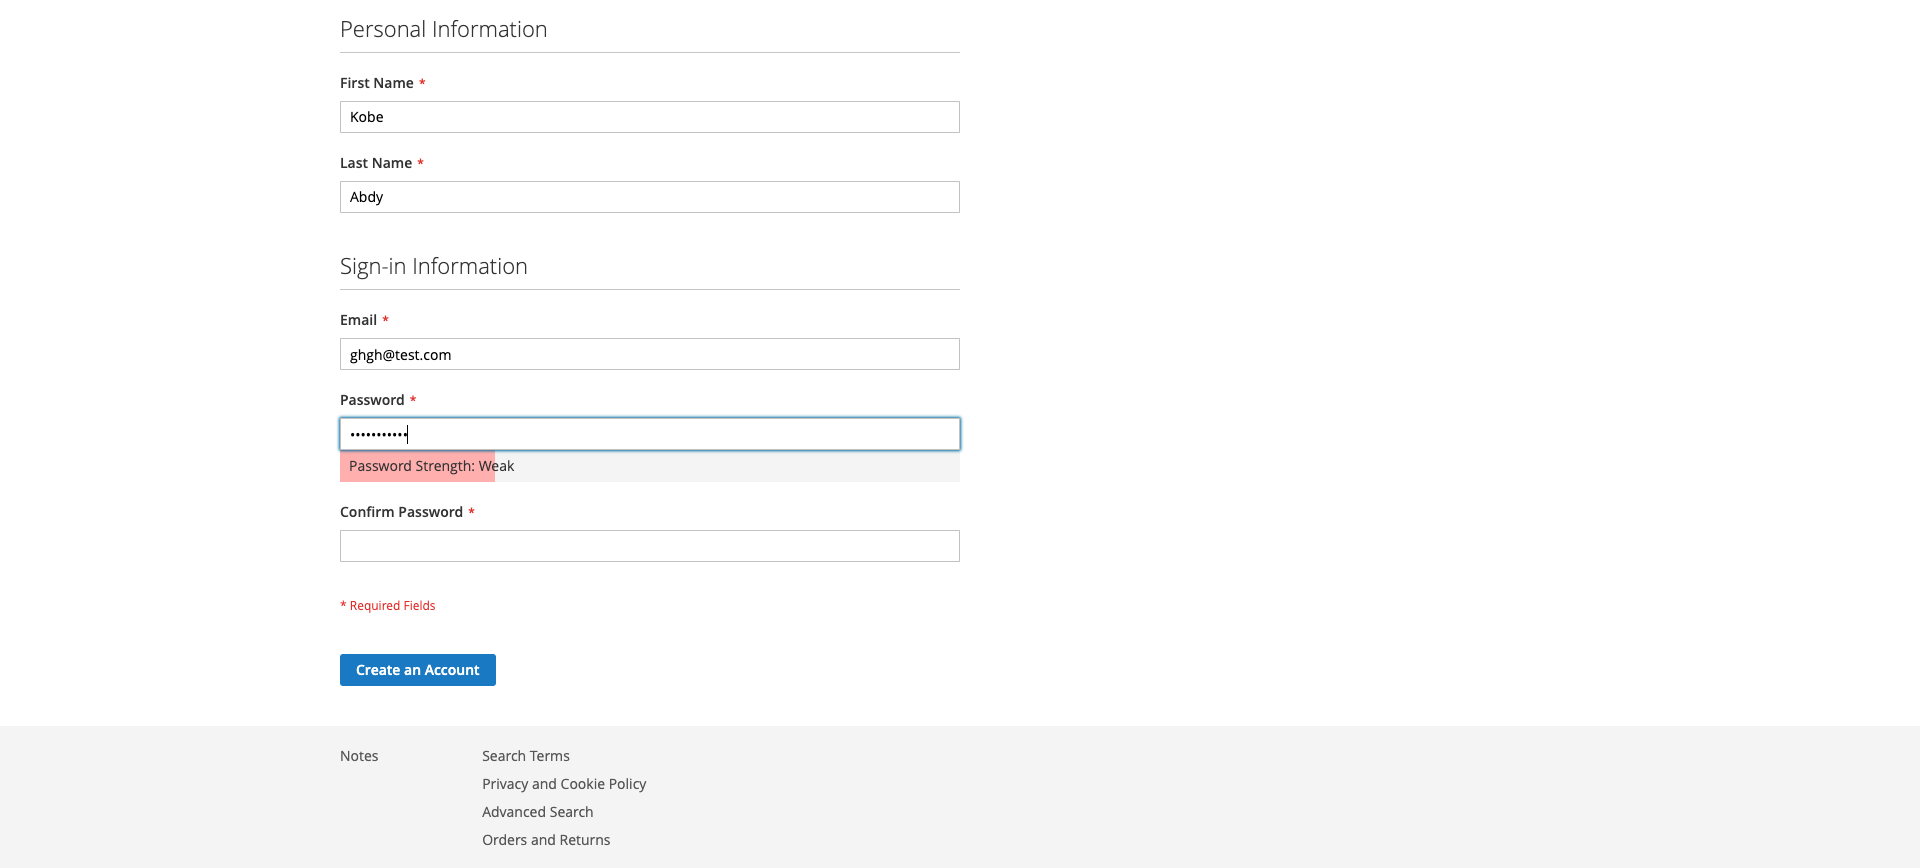 Personal Information
First Name *
Kobe
Last Name *
Abdy
Sign-in Information
Email *
ghgh@test.com
Password *
•••••••••••
Password Strength: Weak
Confirm Password *
* Required Fields
Create an Account
Notes
Search Terms
Privacy and Cookie Policy
Advanced Search
Orders and Returns